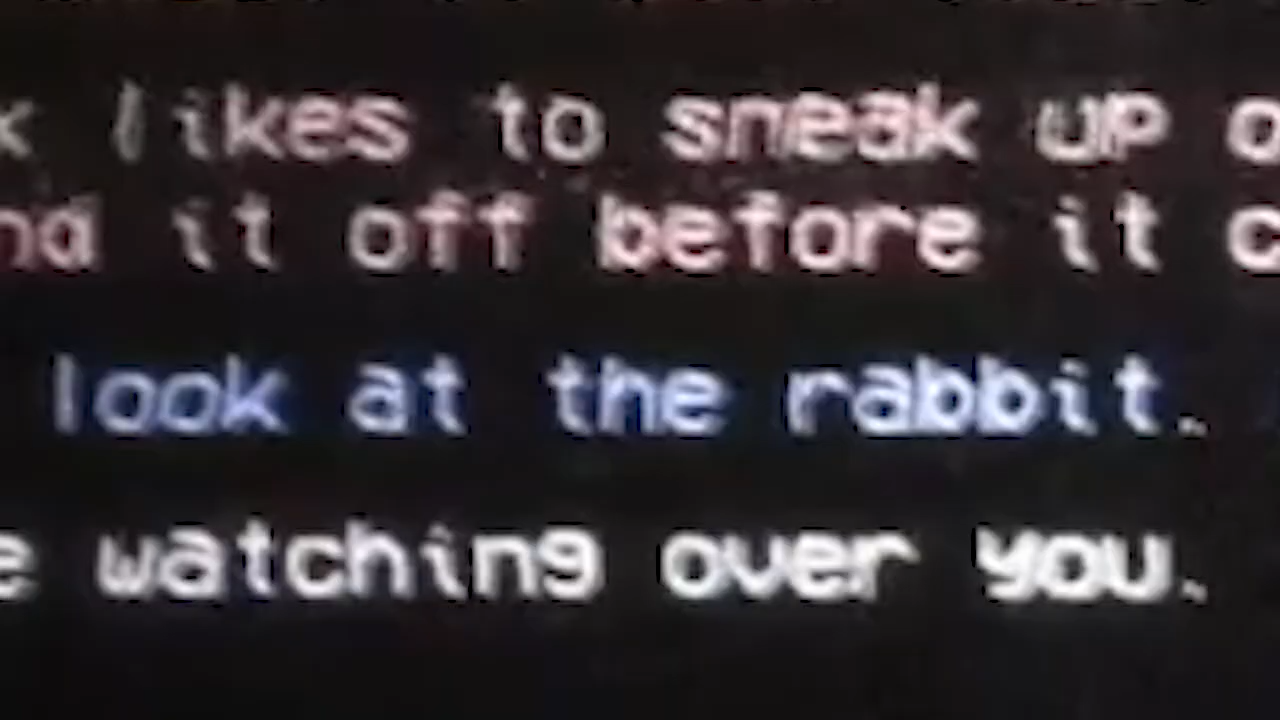 likes to sneak up
it off before it
look at the rabbit.
watching over you.